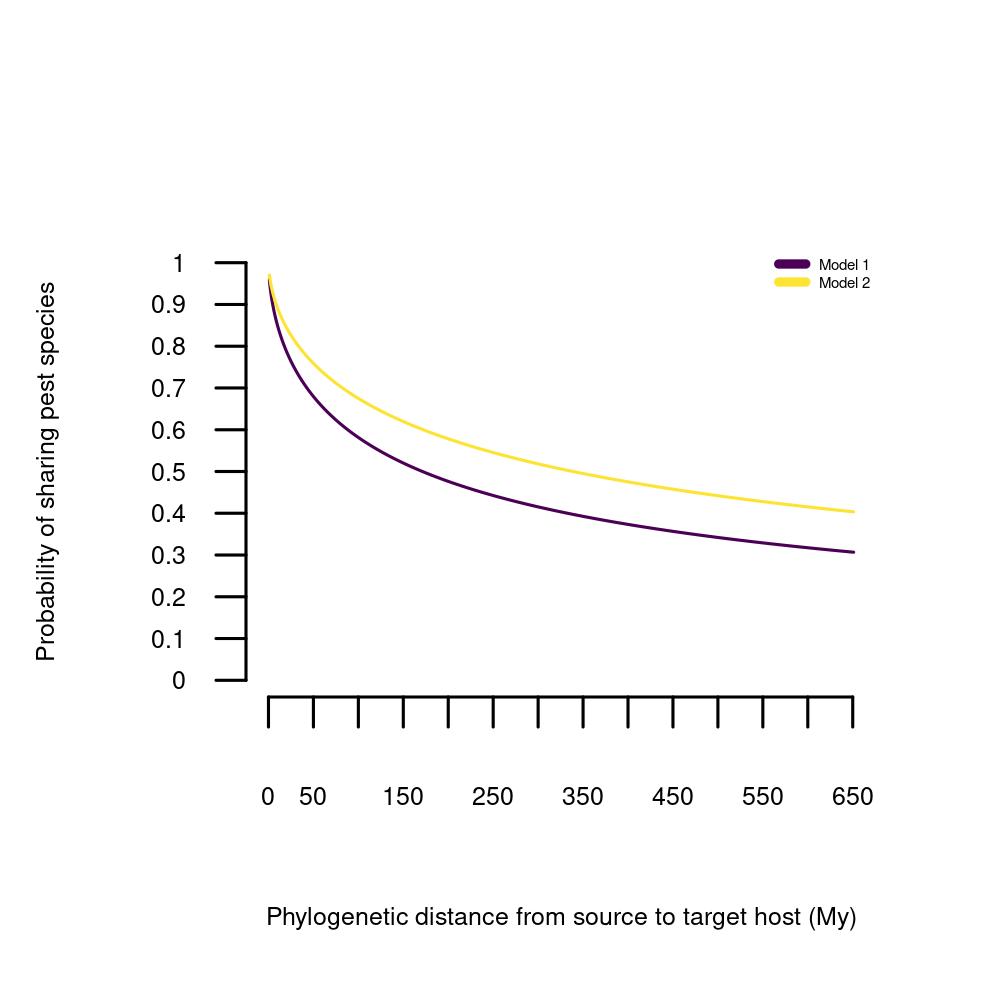 Model 1
Model 2
Probability of sharing pest species
1
0.9
0.8
0.7
0.6
0.5
0.4
0.3
0.2
0.1
0
0 50 150 250 350 450 550 650
Phylogenetic distance from source to target host (My)